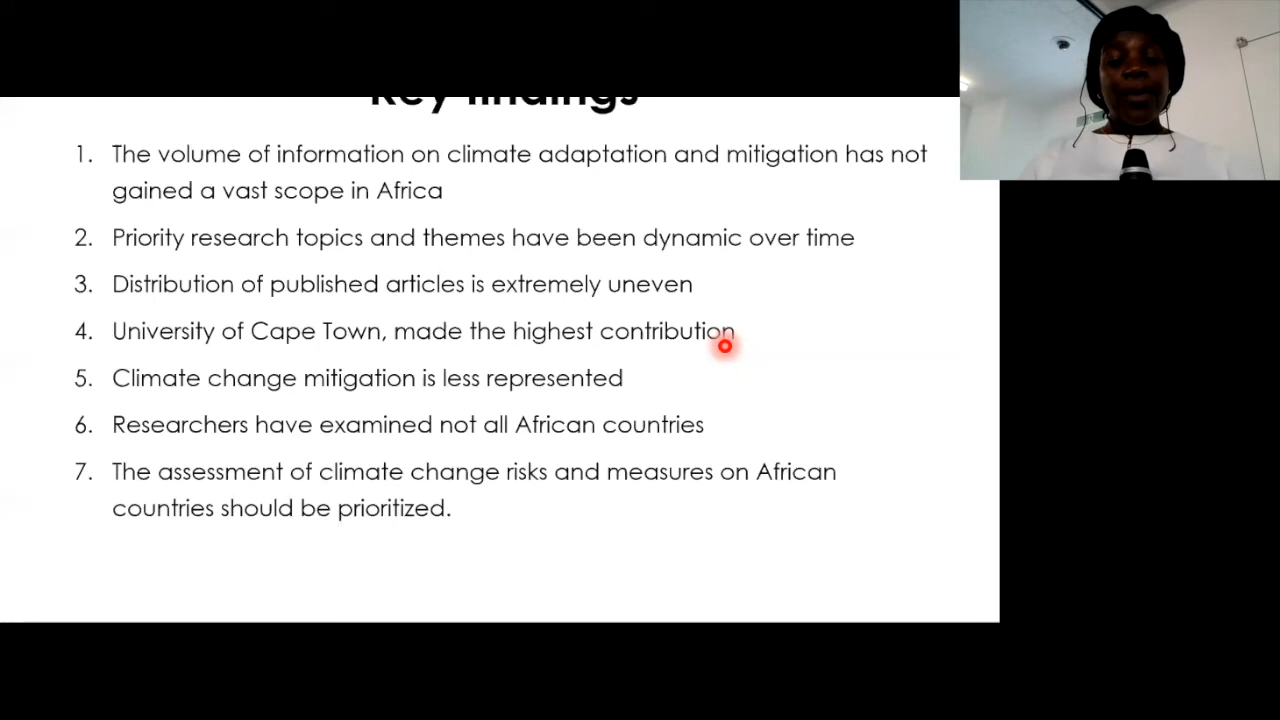 Key findings
1. The volume of information on climate adaptation and mitigation has not
gained a vast scope in Africa
2. Priority research topics and themes have been dynamic over time
3. Distribution of published articles is extremely uneven
4. University of Cape Town, made the highest contribution
5. Climate change mitigation is less represented
6. Researchers have examined not all African countries
7. The assessment of climate change risks and measures on African
countries should be prioritized.